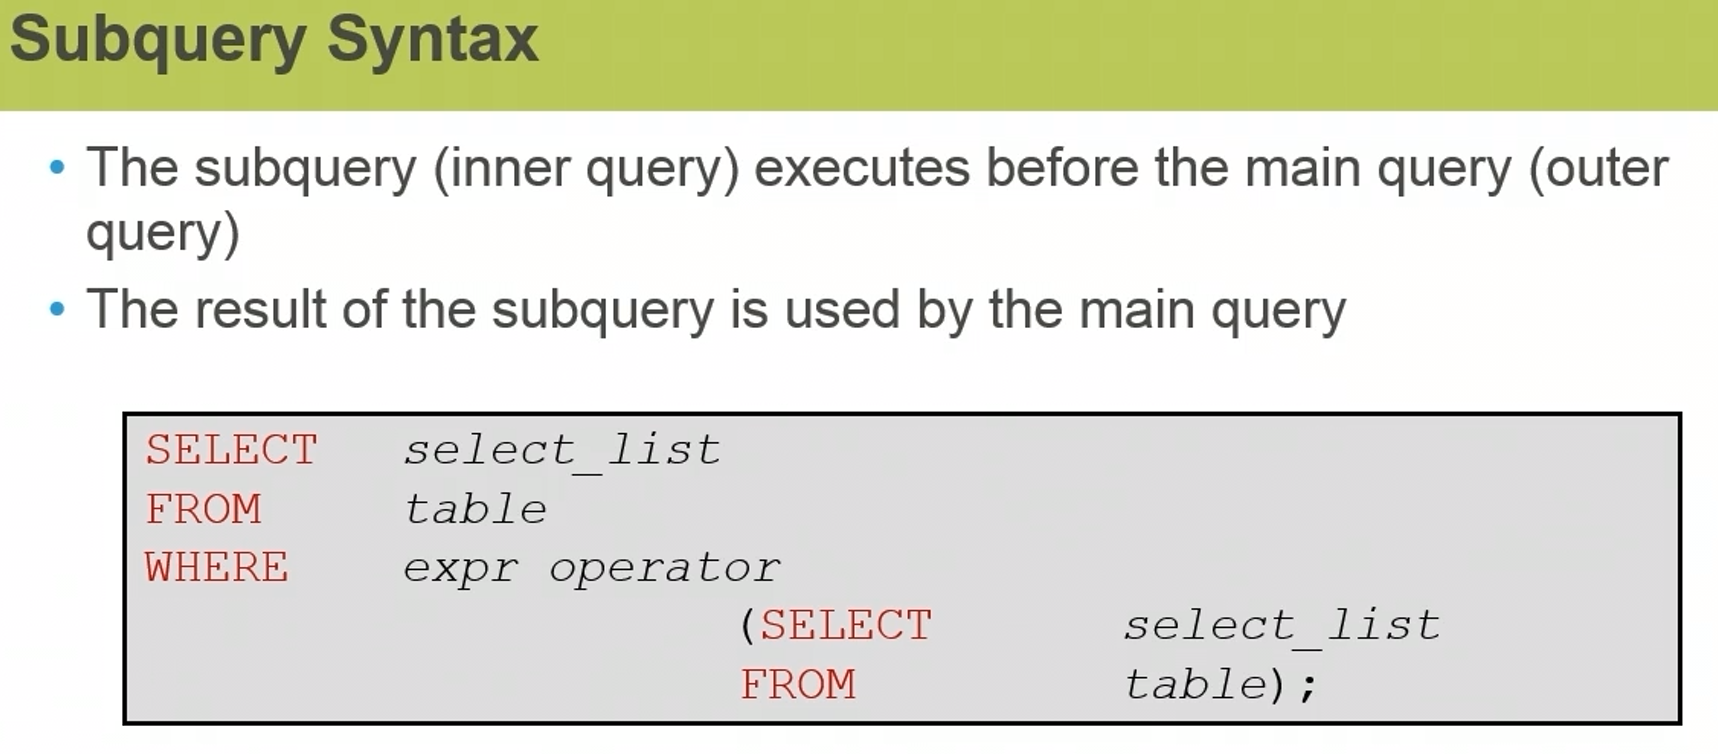 Subquery Syntax
• The subquery (inner query) executes before the main query (outer
query)
• The result of the subquery is used by the main query
SELECT select_list
FROM table
WHERE expr operator
(SELECT select_list
FROM table);